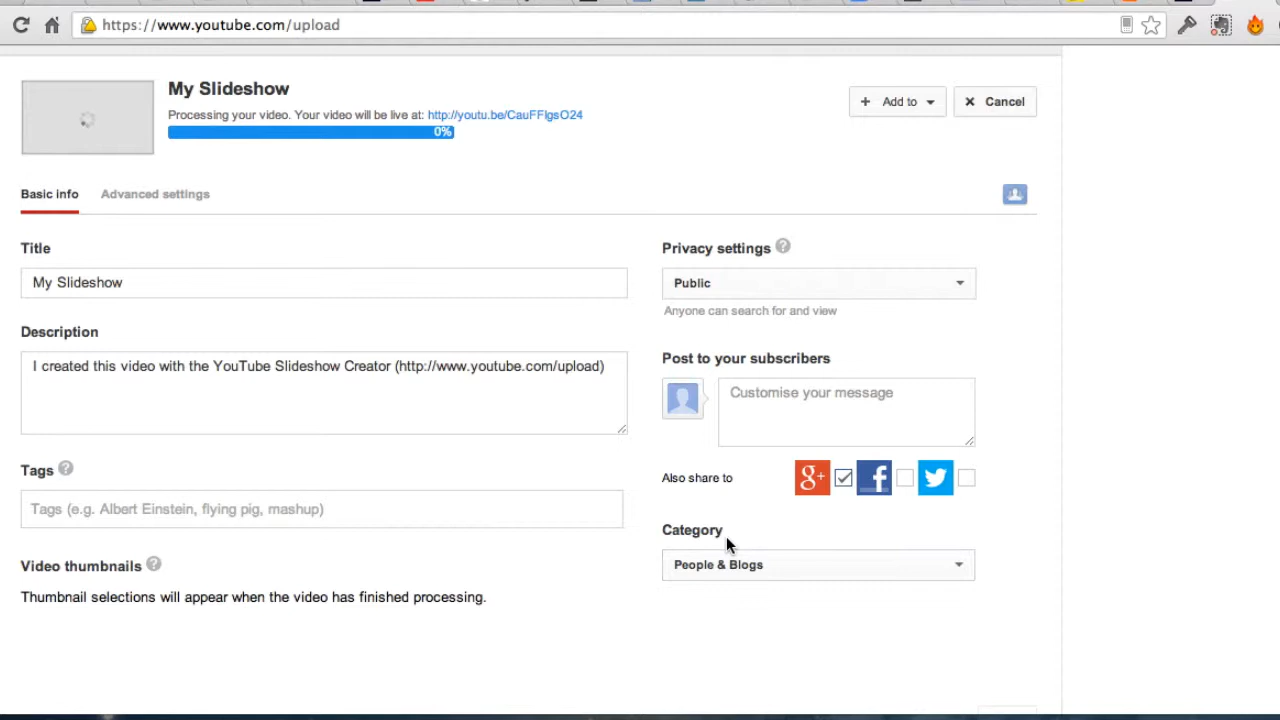 https://www.youtube.com/upload
My Slideshow
Processing your video. Your video will be live at: http://youtu.be/CauFFIgsO24
0%
+ Add to
× Cancel
Basic info
Advanced settings
Title
My Slideshow
Description
I created this video with the YouTube Slideshow Creator (http://www.youtube.com/upload)
Tags ?
Tags (e.g. Albert Einstein, flying pig, mashup)
Video thumbnails ?
Thumbnail selections will appear when the video has finished processing.
Privacy settings ?
Public
Anyone can search for and view
Post to your subscribers
Customise your message
Also share to
g+
f
Category
People & Blogs